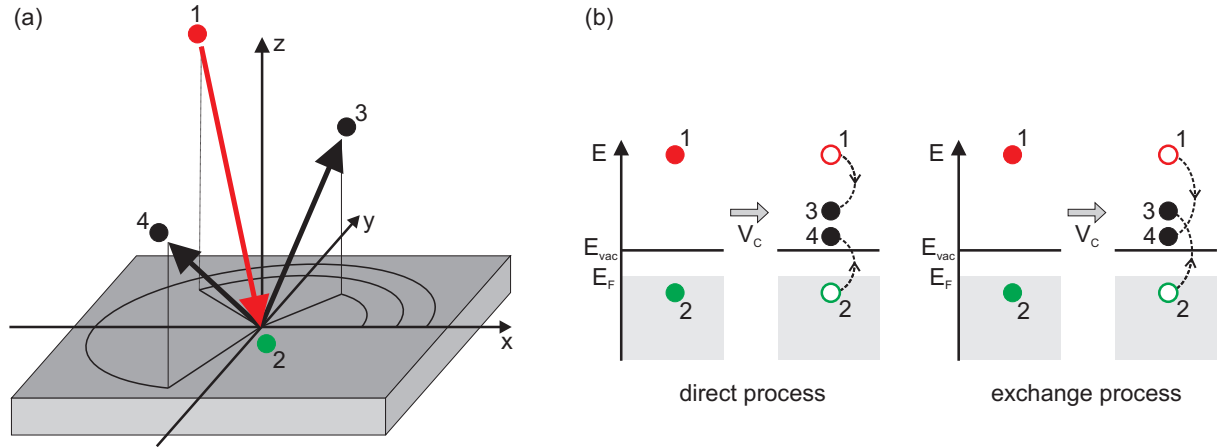 (a)
1
z
3
4
y
x
2
(b)
E
1
1
3
4
E_vac
E_F
2
2
V_C
direct process
E
1
1
3
4
E_vac
E_F
2
2
V_C
exchange process